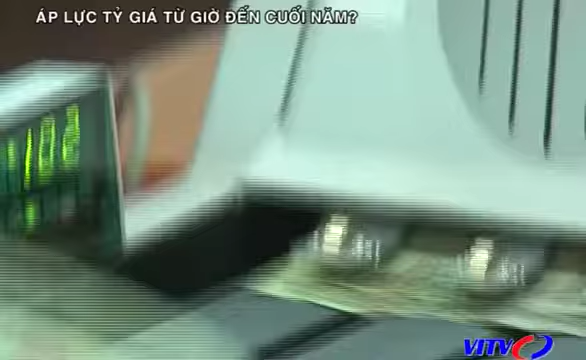 ÁP LỰC TỶ GIÁ TỪ GIỜ ĐẾN CUỐI NĂM?
VITV